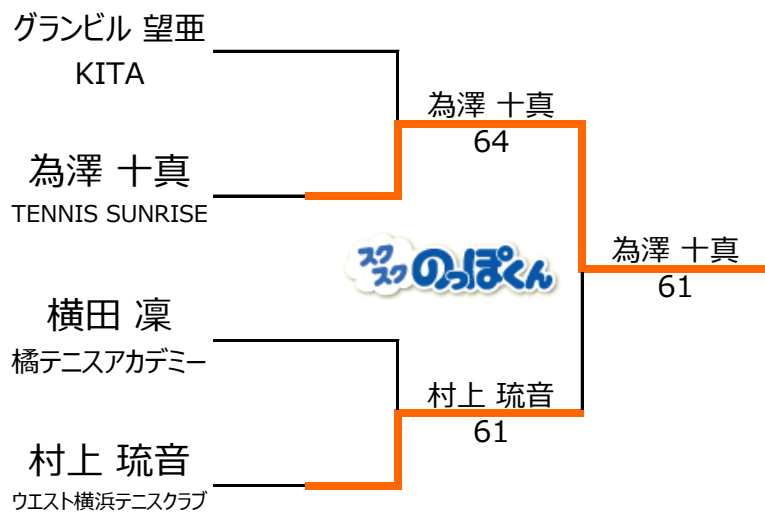 グランビル 望亜
KITA
為澤 十真
64
為澤 十真
TENNIS SUNRISE
スクスク のっぽくん
為澤 十真
61
横田 凜
橘テニスアカデミー
村上 琉音
61
村上 琉音
ウエスト横浜テニスクラブ